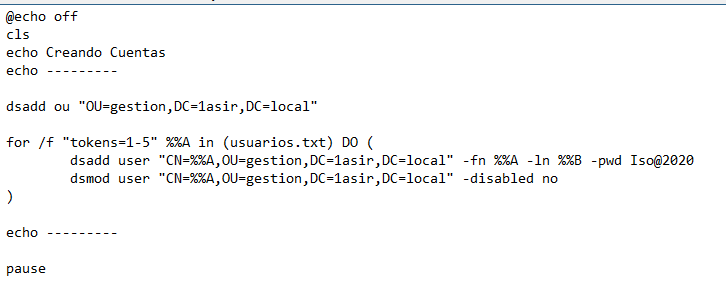 @echo off
cls
echo Creando Cuentas
echo ---------
dsadd ou "OU=gestion,DC=1asir,DC=local"
for /f "tokens=1-5" %%A in (usuarios.txt) DO (
dsadd user "CN=%%A,OU=gestion,DC=1asir,DC=local" -fn %%A -ln %%B -pwd Iso@2020
dsmod user "CN=%%A,OU=gestion,DC=1asir,DC=local" -disabled no
)
echo ---------
pause